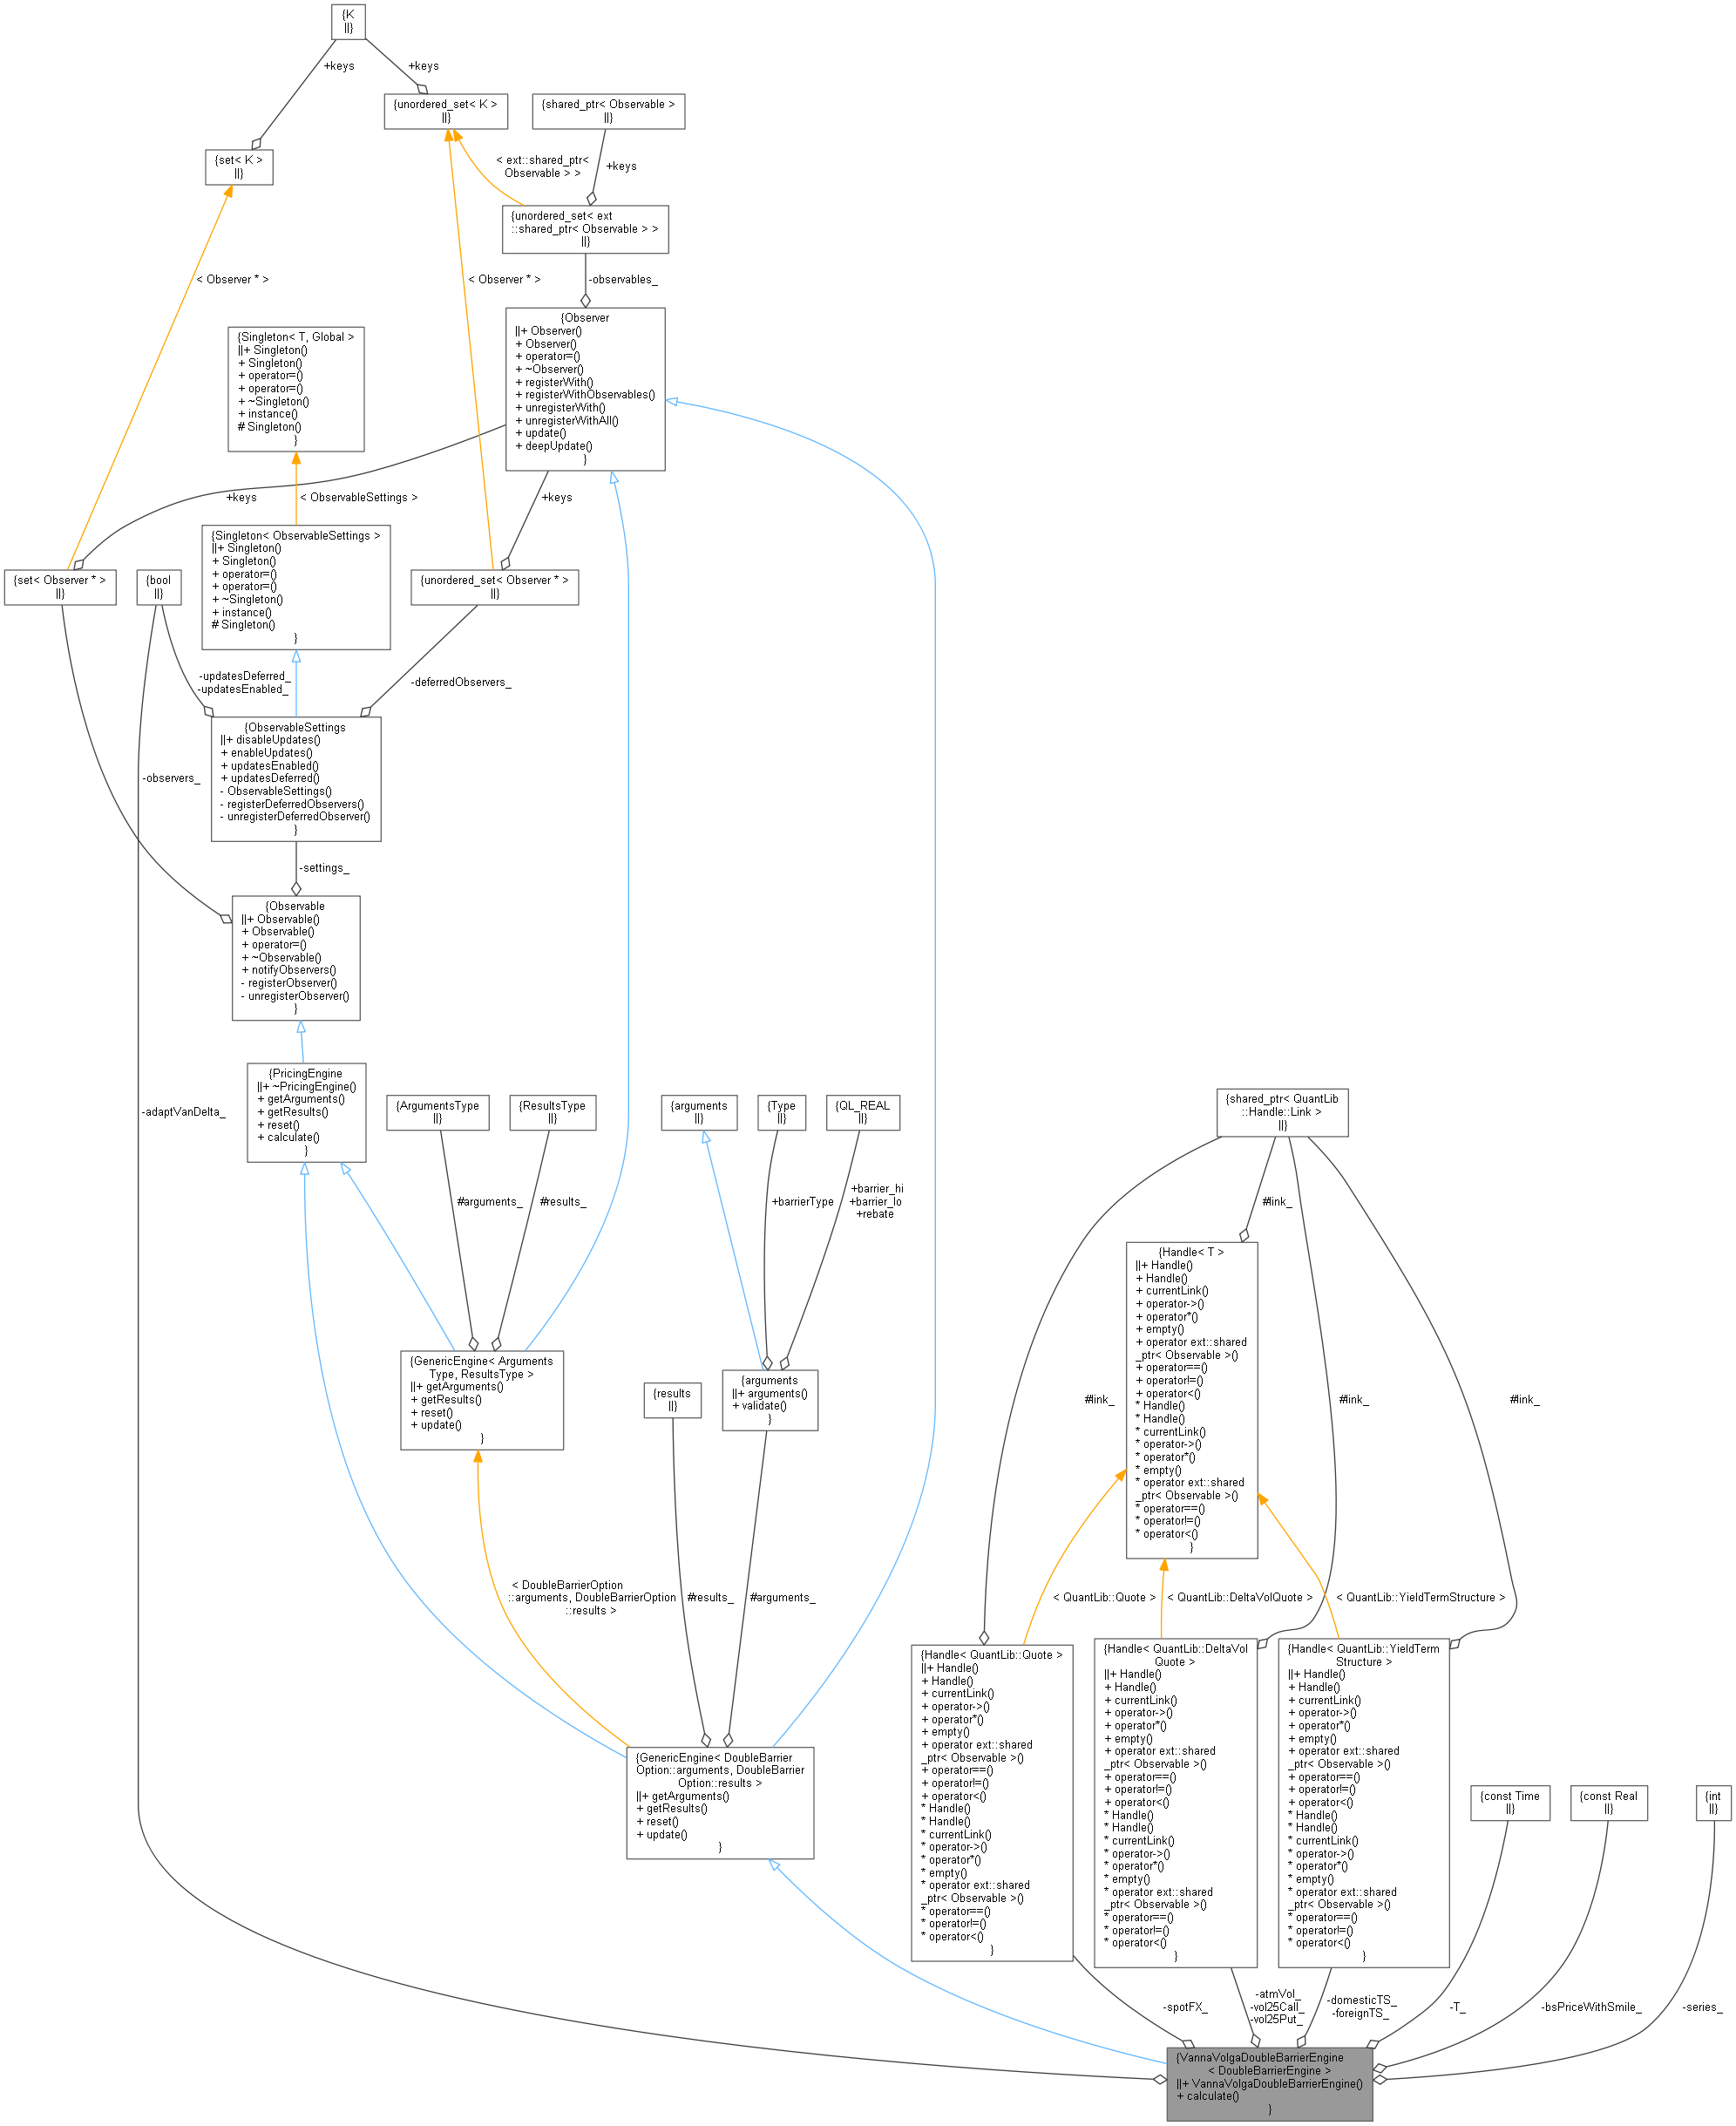 {K
||}
+keys
+keys
{unordered_set< K >
||}
{shared_ptr< Observable >
||}
{set< K >
||}
< ext::shared_ptr<
Observable > >
+keys
{unordered_set< ext
::shared_ptr< Observable > >
||}
< Observer * >
< Observer * >
-observables_
{Observer
||+ Observer()
+ Observer()
+ operator=()
+ ~Observer()
+ registerWith()
+ registerWithObservables()
+ unregisterWith()
+ unregisterWithAll()
+ update()
+ deepUpdate()
}
{Singleton< T, Global >
||+ Singleton()
+ Singleton()
+ operator=()
+ operator=()
+ ~Singleton()
+ instance()
# Singleton()
}
+keys
< ObservableSettings >
+keys
{Singleton< ObservableSettings >
||+ Singleton()
+ Singleton()
+ operator=()
+ operator=()
+ ~Singleton()
+ instance()
# Singleton()
}
{set< Observer * >
||}
{bool
||}
{unordered_set< Observer * >
||}
-updatesDeferred_
-updatesEnabled_
-deferredObservers_
{ObservableSettings
||+ disableUpdates()
+ enableUpdates()
+ updatesEnabled()
+ updatesDeferred()
- ObservableSettings()
- registerDeferredObservers()
- unregisterDeferredObserver()
}
-observers_
-settings_
{Observable
||+ Observable()
+ Observable()
+ operator=()
+ ~Observable()
+ notifyObservers()
- registerObserver()
- unregisterObserver()
}
{PricingEngine
||+ ~PricingEngine()
+ getArguments()
+ getResults()
+ reset()
+ calculate()
}
-adaptVanDelta_
{ArgumentsType
||}
{ResultsType
||}
{arguments
||}
{Type
||}
{QL_REAL
||}
{shared_ptr< QuantLib
::Handle::Link >
||}
#arguments_
#results_
+barrierType
+barrier_hi
+barrier_lo
+rebate
#link_
{Handle< T >
||+ Handle()
+ Handle()
+ currentLink()
+ operator->()
+ operator*()
+ empty()
+ operator ext::shared
_ptr< Observable >()
+ operator==()
+ operator!=()
+ operator<()
* Handle()
* Handle()
* currentLink()
* operator->()
* operator*()
* empty()
* operator ext::shared
_ptr< Observable >()
* operator==()
* operator!=()
* operator<()
}
{GenericEngine< Arguments
Type, ResultsType >
||+ getArguments()
+ getResults()
+ reset()
+ update()
}
{results
||}
{arguments
||+ arguments()
+ validate()
}
#link_
#link_
#link_
< DoubleBarrierOption
::arguments, DoubleBarrierOption
::results >
#results_
#arguments_
< QuantLib::Quote >
< QuantLib::DeltaVolQuote >
< QuantLib::YieldTermStructure >
{Handle< QuantLib::Quote >
||+ Handle()
+ Handle()
+ currentLink()
+ operator->()
+ operator*()
+ empty()
+ operator ext::shared
_ptr< Observable >()
+ operator==()
+ operator!=()
+ operator<()
* Handle()
* Handle()
* currentLink()
* operator->()
* operator*()
* empty()
* operator ext::shared
_ptr< Observable >()
* operator==()
* operator!=()
* operator<()
}
{Handle< QuantLib::DeltaVol
Quote >
||+ Handle()
+ Handle()
+ currentLink()
+ operator->()
+ operator*()
+ empty()
+ operator ext::shared
_ptr< Observable >()
+ operator==()
+ operator!=()
+ operator<()
* Handle()
* Handle()
* currentLink()
* operator->()
* operator*()
* empty()
* operator ext::shared
_ptr< Observable >()
* operator==()
* operator!=()
* operator<()
}
{Handle< QuantLib::YieldTerm
Structure >
||+ Handle()
+ Handle()
+ currentLink()
+ operator->()
+ operator*()
+ empty()
+ operator ext::shared
_ptr< Observable >()
+ operator==()
+ operator!=()
+ operator<()
* Handle()
* Handle()
* currentLink()
* operator->()
* operator*()
* empty()
* operator ext::shared
_ptr< Observable >()
* operator==()
* operator!=()
* operator<()
}
{GenericEngine< DoubleBarrier
Option::arguments, DoubleBarrier
Option::results >
||+ getArguments()
+ getResults()
+ reset()
+ update()
}
{const Time
||}
{const Real
||}
{int
||}
-spotFX_
-atmVol_
-vol25Call_
-vol25Put_
-domesticTS_
-foreignTS_
-T_
-bsPriceWithSmile_
-series_
{VannaVolgaDoubleBarrierEngine
< DoubleBarrierEngine >
||+ VannaVolgaDoubleBarrierEngine()
+ calculate()
}